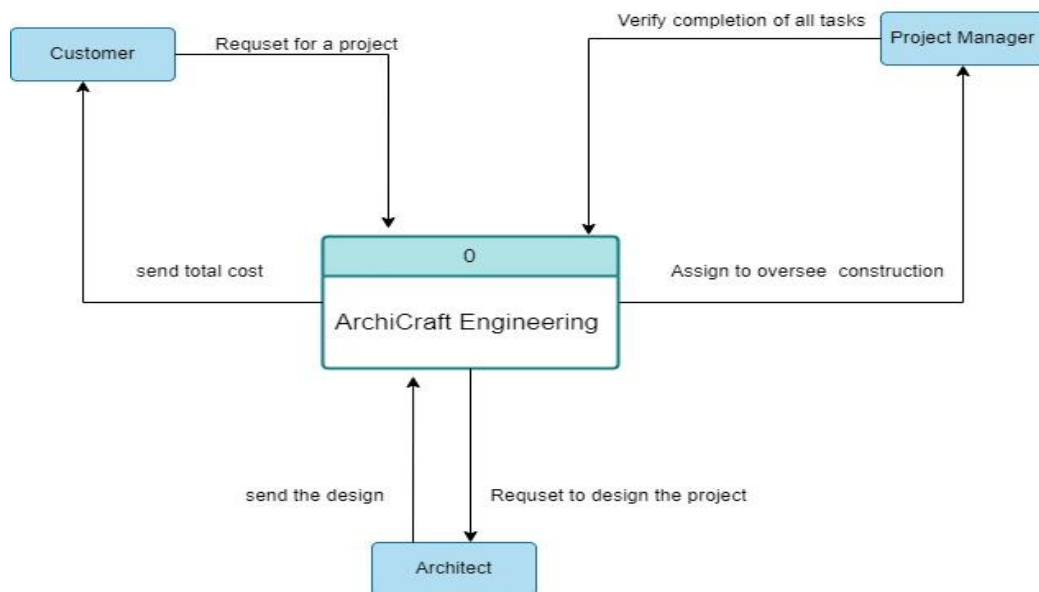 Verify completion of all tasks
Customer
Requset for a project
Project Manager
0
send total cost
Assign to oversee construction
ArchiCraft Engineering
send the design
Requset to design the project
Architect